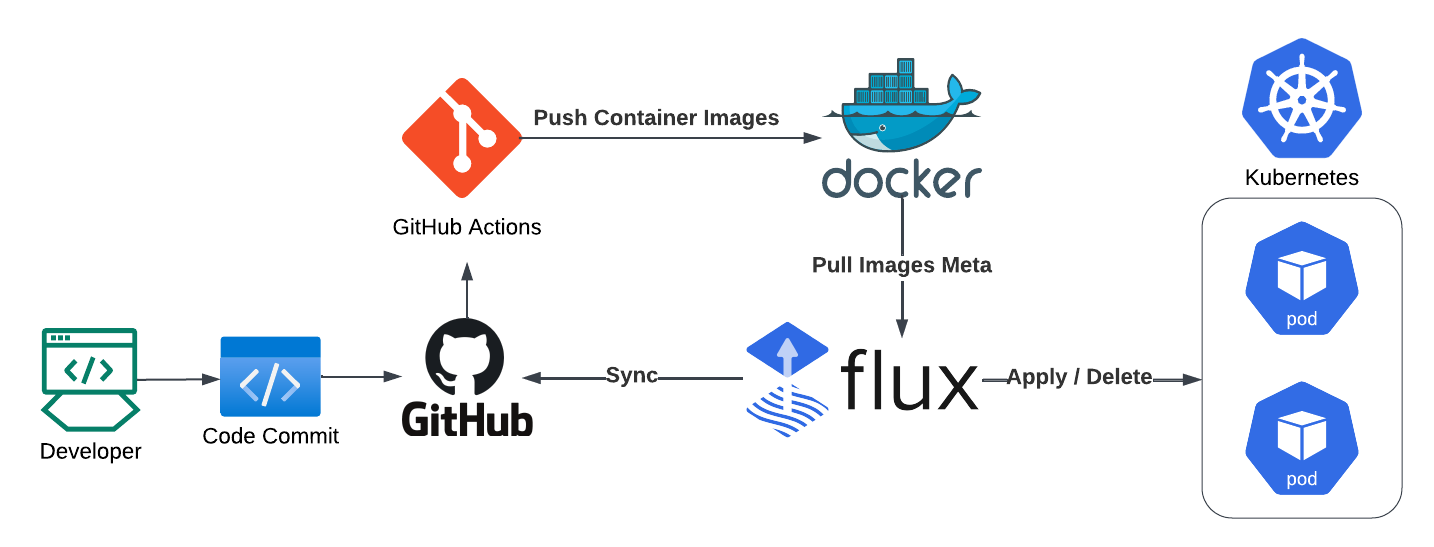 Push Container Images
docker
Kubernetes
GitHub Actions
Pull Images Meta
pod
Developer
Code Commit
GitHub
Sync
flux
Apply / Delete
pod